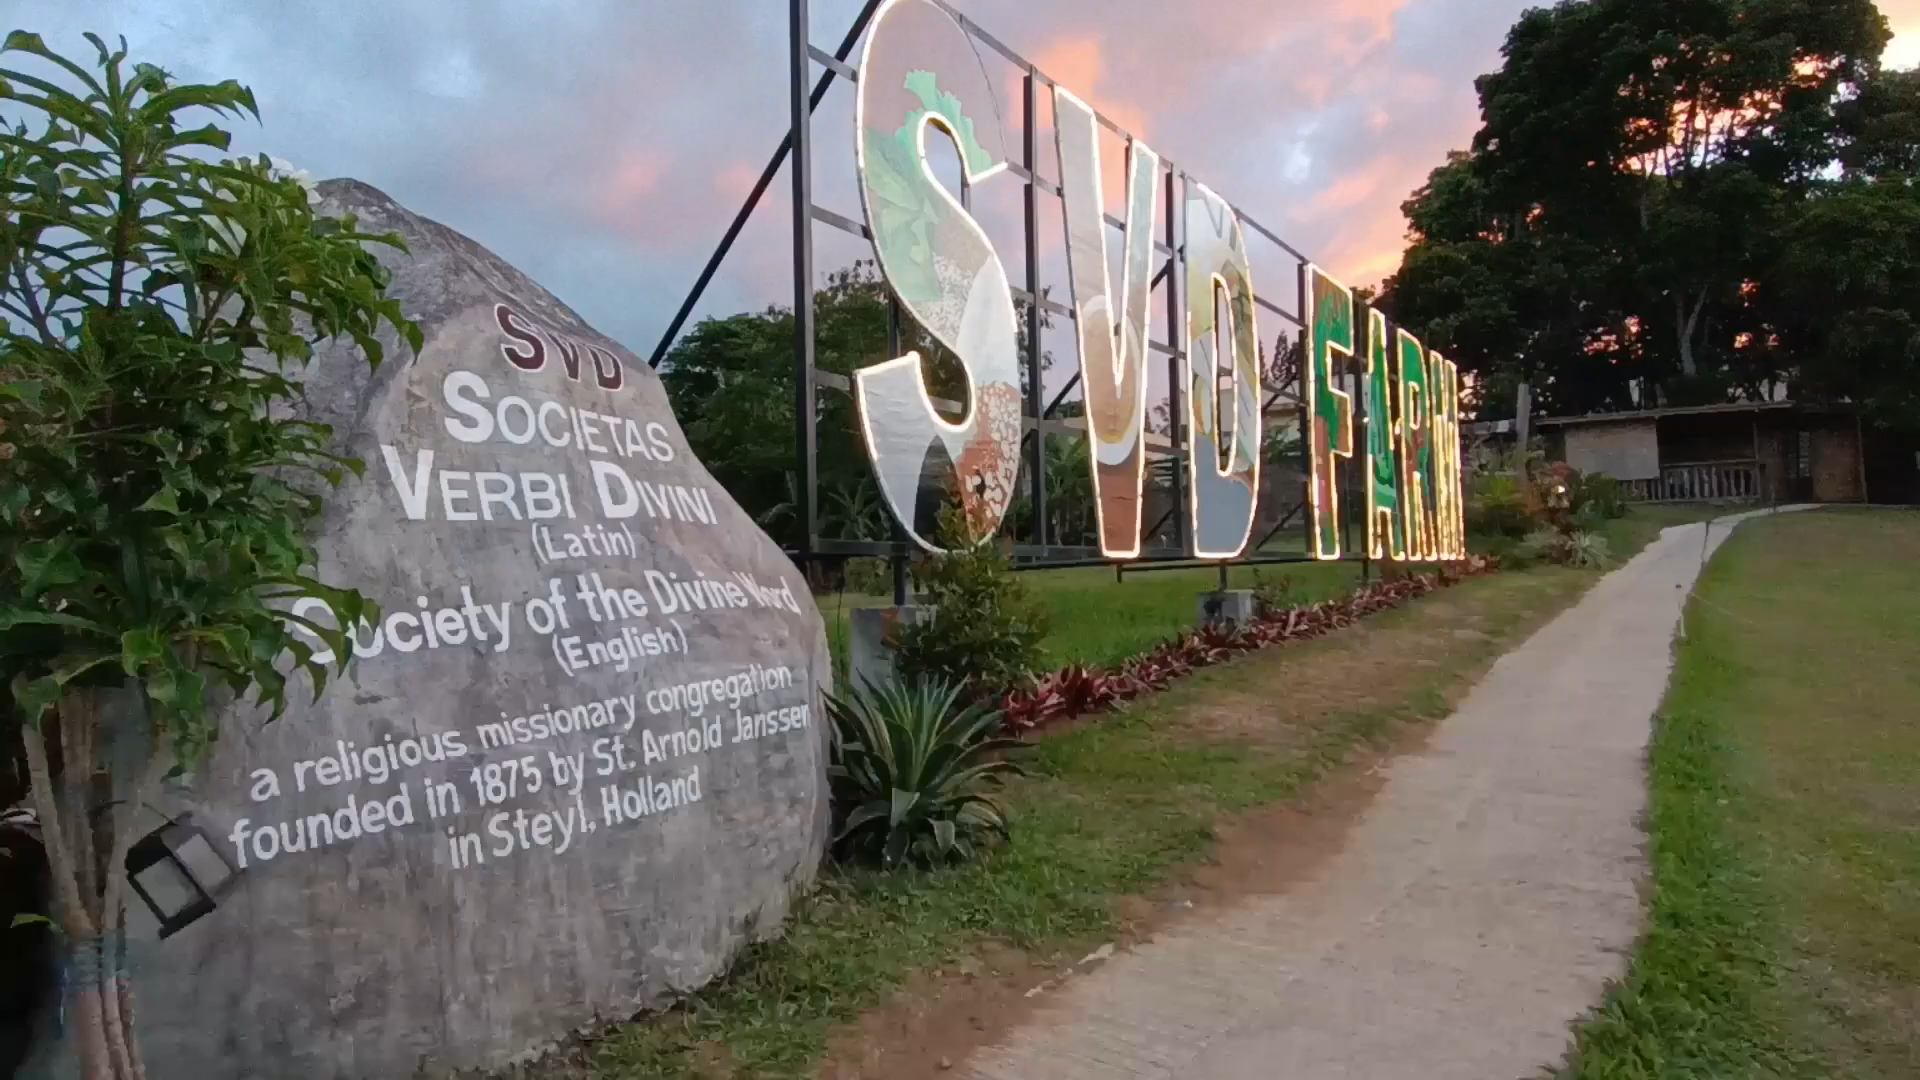 SVD
SOCIETAS
VERBI DIVINI
(Latin)
Society of the Divine Word
(English)
a religious missionary congregation
founded in 1875 by St. Arnold Janssen
in Steyl, Holland
SVD FARM